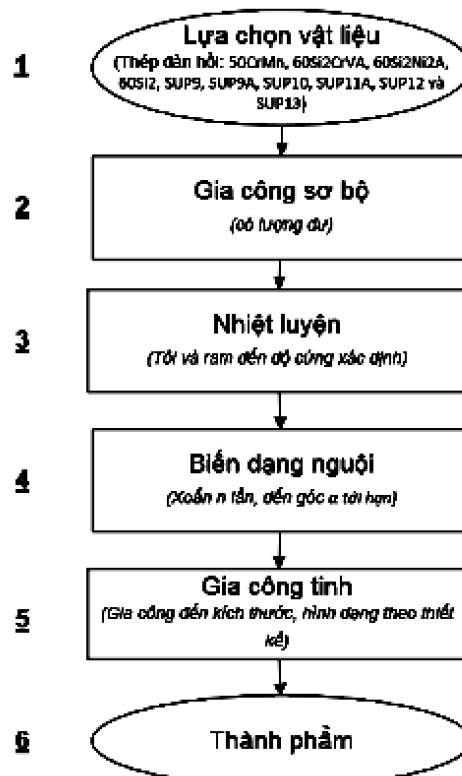 1
Lựa chọn vật liệu
(Thép đàn hồi: 50CrMn, 60Si2CrVA, 60Si2Ni2A,
60Si2, SUP9, SUP9A, SUP10, SUP11A, SUP12 và
SUP13)
2
Gia công sơ bộ
(có lượng dư)
3
Nhiệt luyện
(Tôi và ram đến độ cứng xác định)
4
Biến dạng nguội
(Xoắn n lần, đến góc α tới hạn)
5
Gia công tinh
(Gia công đến kích thước, hình dạng theo thiết
kế)
6
Thành phẩm